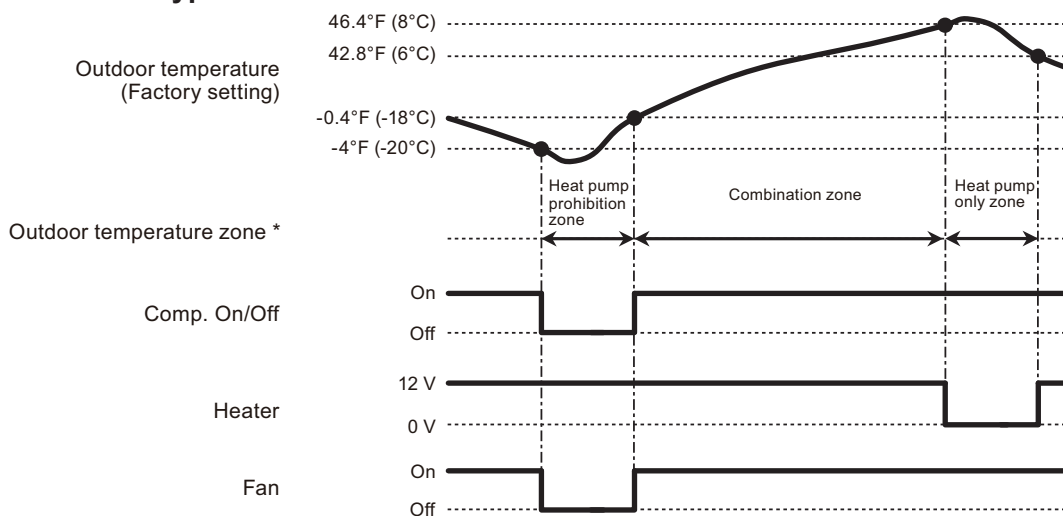 46.4°F (8°C)
42.8°F (6°C)
Outdoor temperature
(Factory setting)
-0.4°F (-18°C)
-4°F (-20°C)
Heat pump
prohibition
zone
Combination zone
Heat pump
only zone
Outdoor temperature zone *
On
Comp. On/Off
Off
12 V
Heater
0 V
On
Fan
Off